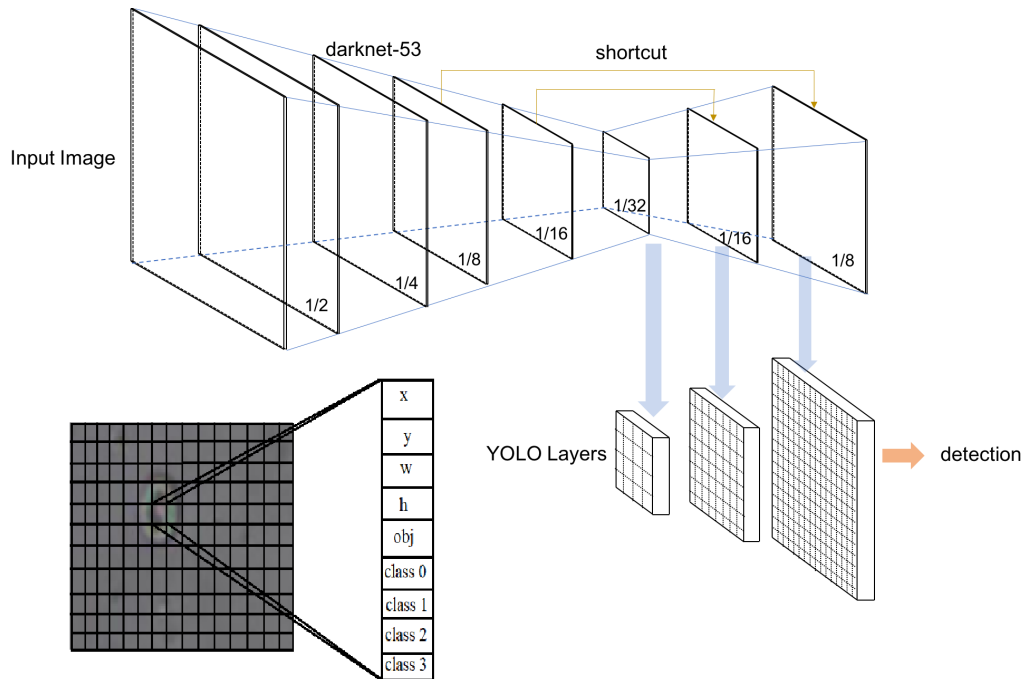 darknet-53
shortcut
Input Image
1/2
1/4
1/8
1/16
1/32
1/16
1/8
YOLO Layers
detection
x
y
w
h
obj
class 0
class 1
class 2
class 3